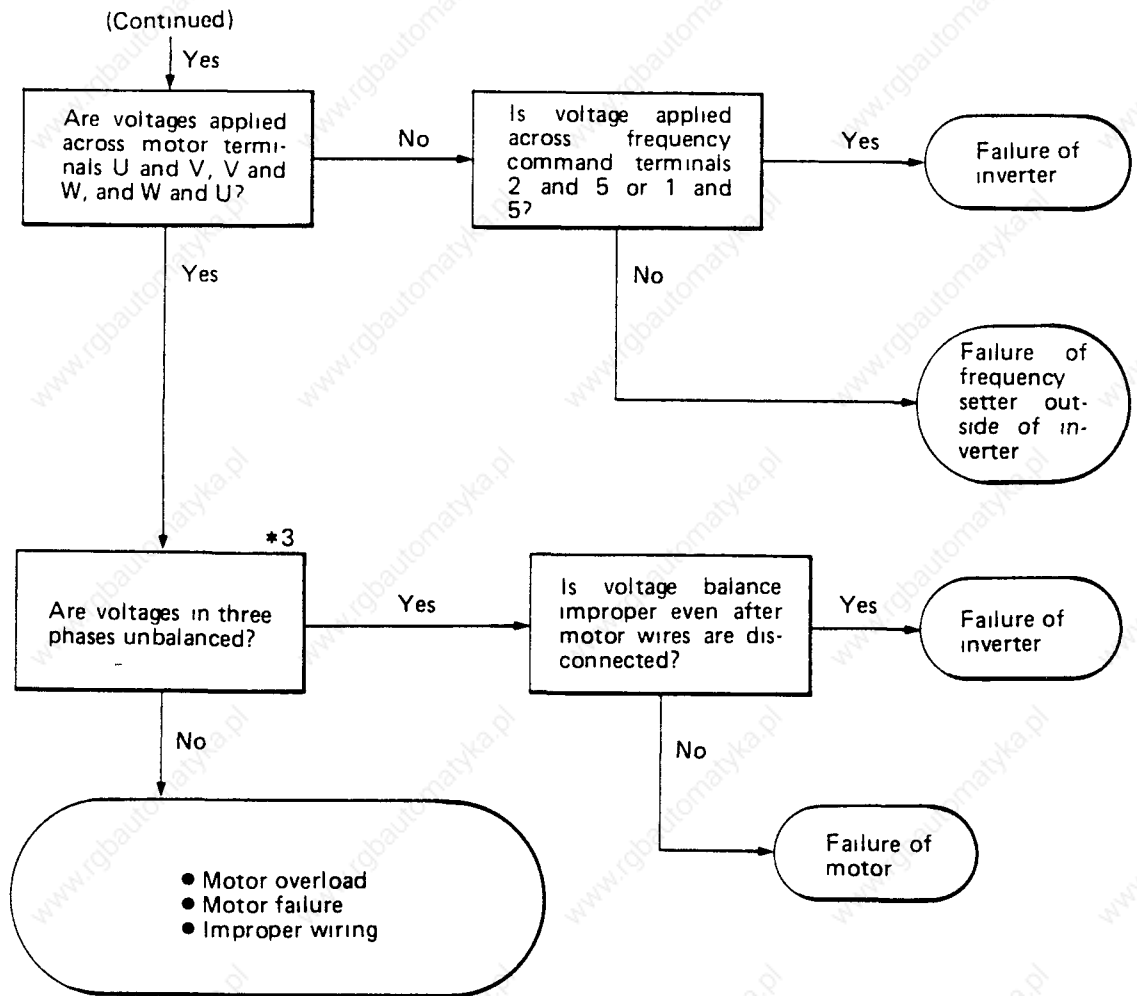 (Continued)
Yes
Are voltages applied
across motor termi-
nals U and V, V and
W, and W and U?
No
Is voltage applied
across frequency
command terminals
2 and 5 or 1 and
5?
Yes
Failure of
inverter
Yes
No
Failure of
frequency
setter out-
side of in-
verter
*3
Are voltages in three
phases unbalanced?
Yes
Is voltage balance
improper even after
motor wires are dis-
connected?
Yes
Failure of
inverter
No
No
Failure of
motor
● Motor overload
● Motor failure
● Improper wiring
www.rgbautomatyka.pl